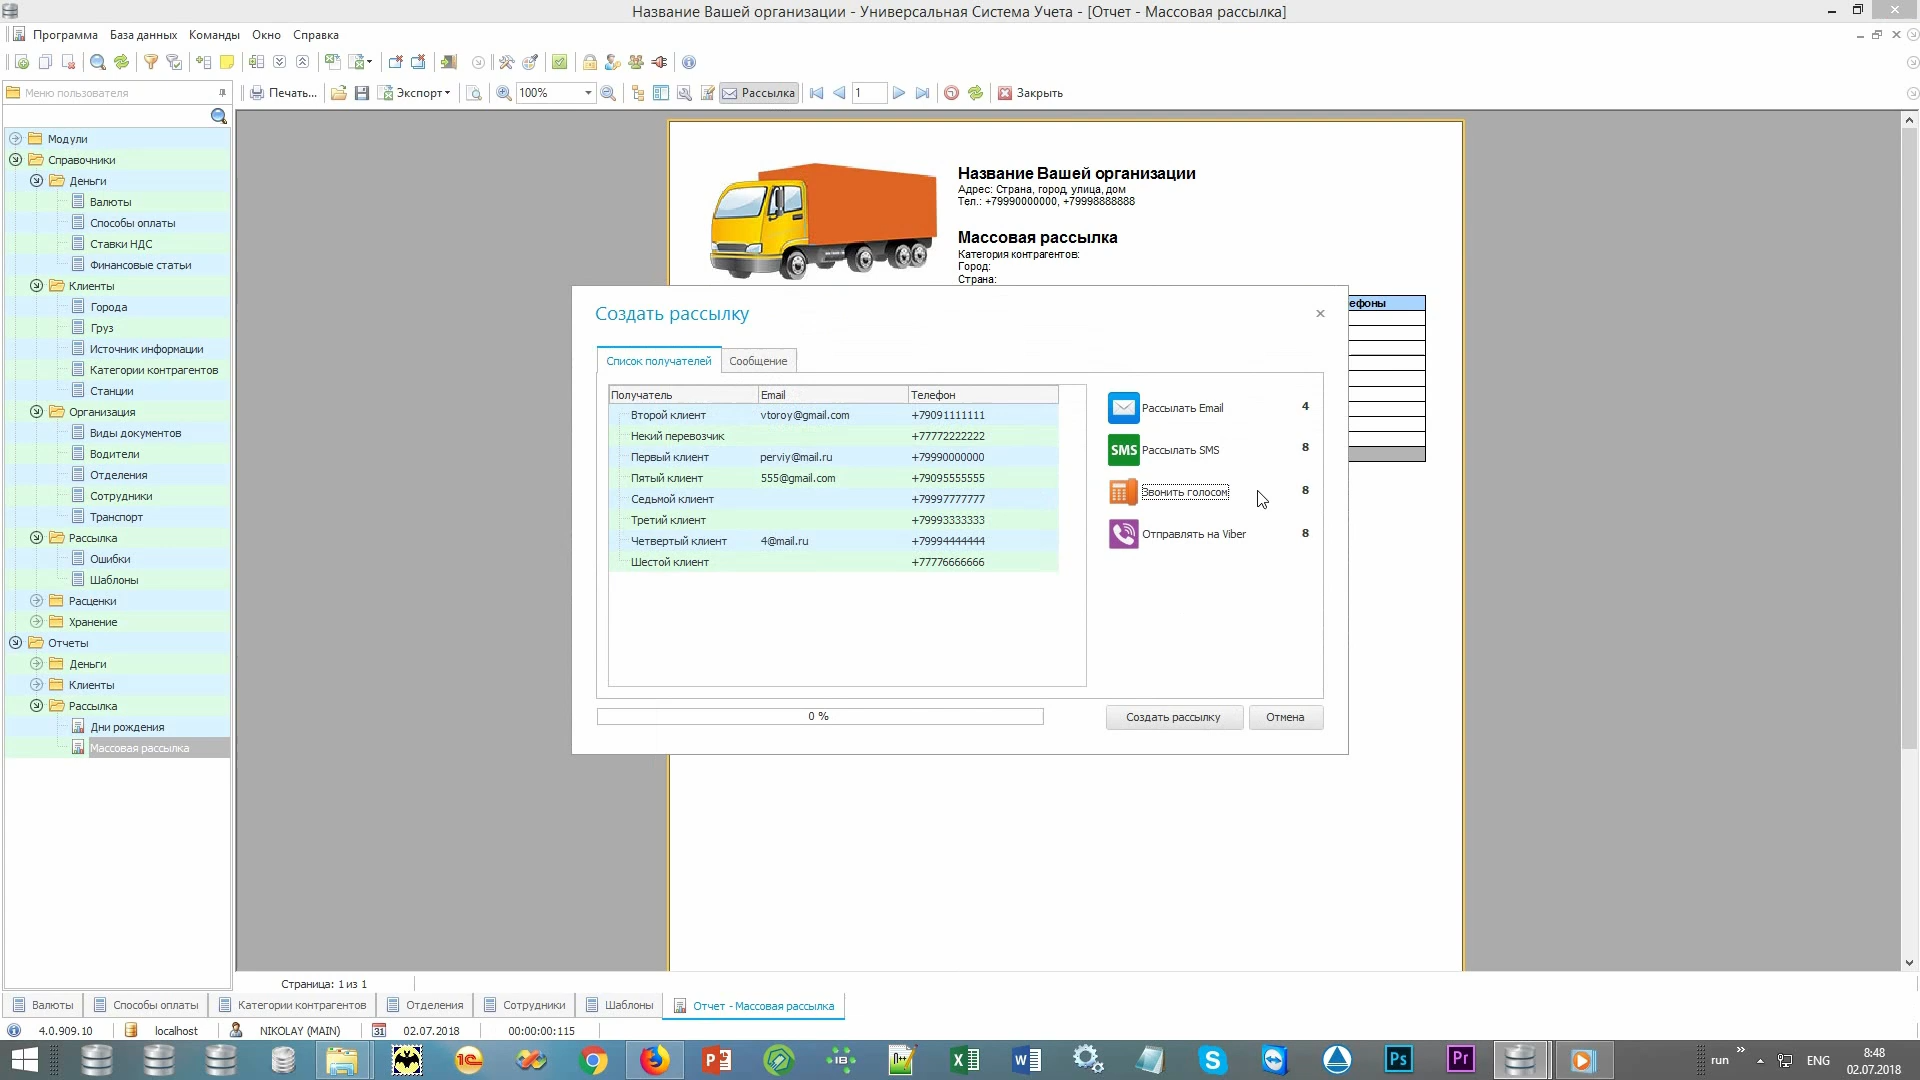 Название Вашей организации - Универсальная Система Учета - [Отчет - Массовая рассылка]
Программа База данных Команды Окно Справка
Меню пользователя
Печать... Экспорт 100% Рассылка 1 Закрыть
Модули
Справочники
Деньги
Валюты
Способы оплаты
Ставки НДС
Финансовые статьи
Клиенты
Города
Груз
Источник информации
Категории контрагентов
Станции
Организация
Виды документов
Водители
Отделения
Сотрудники
Транспорт
Рассылка
Ошибки
Шаблоны
Расценки
Хранение
Отчеты
Деньги
Клиенты
Рассылка
Дни рождения
Массовая рассылка
Название Вашей организации
Адрес: Страна, город, улица, дом
Тел.: +79990000000, +79998888888
Массовая рассылка
Категория контрагентов:
Город:
Страна:
ефоны
Создать рассылку
Список получателей Сообщение
Получатель Email Телефон
Второй клиент vtoroy@gmail.com +79091111111
Некий перевозчик +77772222222
Первый клиент perviy@mail.ru +79990000000
Пятый клиент 555@gmail.com +79095555555
Седьмой клиент +79997777777
Третий клиент +79993333333
Четвертый клиент 4@mail.ru +79994444444
Шестой клиент +77776666666
Рассылать Email 4
SMS Рассылать SMS 8
Звонить голосом 8
Отправлять на Viber 8
0 %
Создать рассылку Отмена
Страница: 1 из 1
Валюты Способы оплаты Категории контрагентов Отделения Сотрудники Шаблоны Отчет - Массовая рассылка
4.0.909.10 localhost NIKOLAY (MAIN) 31 02.07.2018 00:00:00:115
run ENG 8:48
02.07.2018